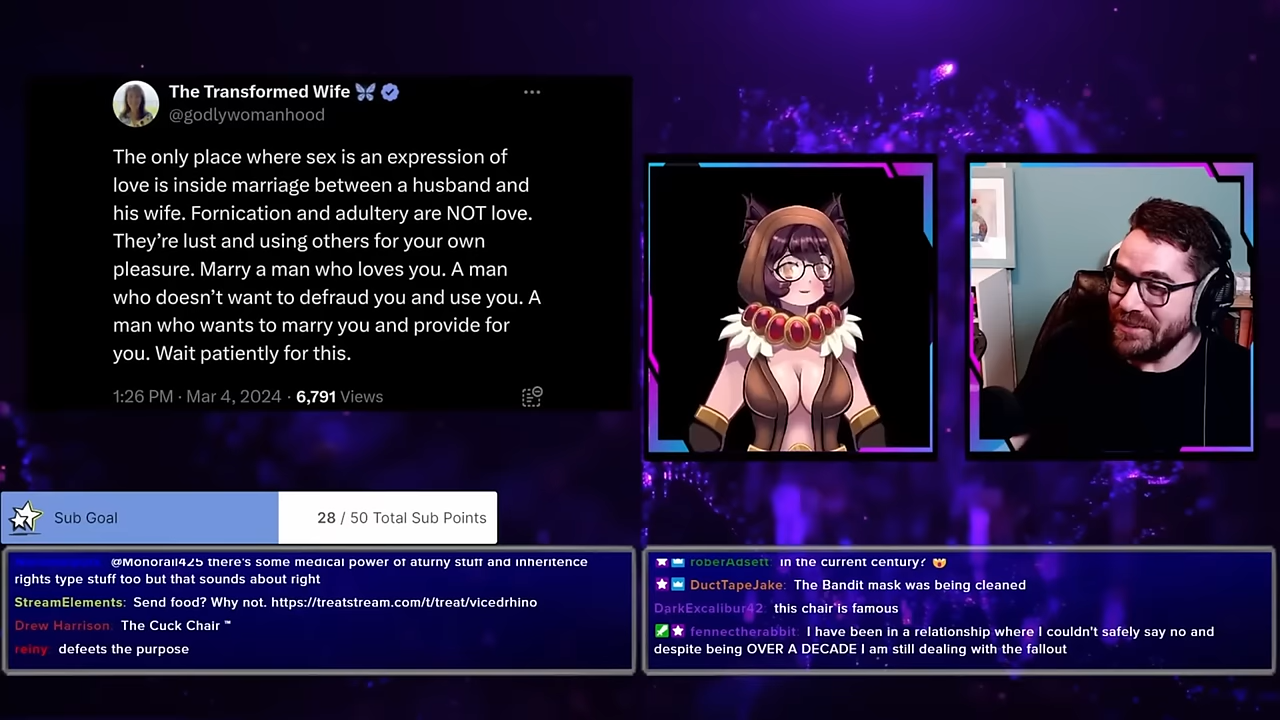 The Transformed Wife
@godlywomanhood
The only place where sex is an expression of
love is inside marriage between a husband and
his wife. Fornication and adultery are NOT love.
They're lust and using others for your own
pleasure. Marry a man who loves you. A man
who doesn't want to defraud you and use you. A
man who wants to marry you and provide for
you. Wait patiently for this.
1:26 PM · Mar 4, 2024 · 6,791 Views
Sub Goal
28 / 50 Total Sub Points
@Monorail425 there's some medical power of aturny stuff and inheritence
rights type stuff too but that sounds about right
StreamElements: Send food? Why not. https://treatstream.com/t/treat/vicedrhino
Drew Harrison: The Cuck Chair ™
reiny: defeets the purpose
roberAdsett: in the current century?
DuctTapeJake: The Bandit mask was being cleaned
DarkExcalibur42: this chair is famous
fennectherabbit: I have been in a relationship where I couldn't safely say no and
despite being OVER A DECADE I am still dealing with the fallout